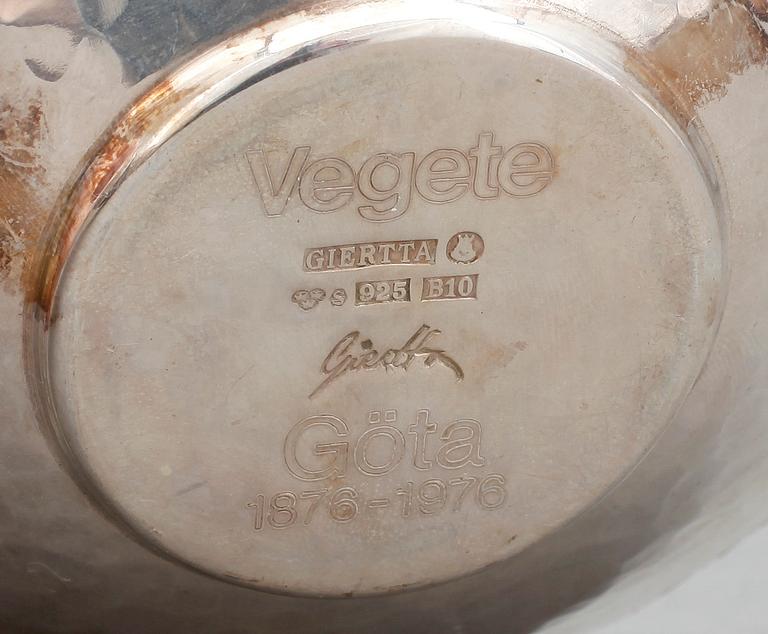 Vegete
GIERTTA
S 925 B10
Giertta
Göta
1876-1976